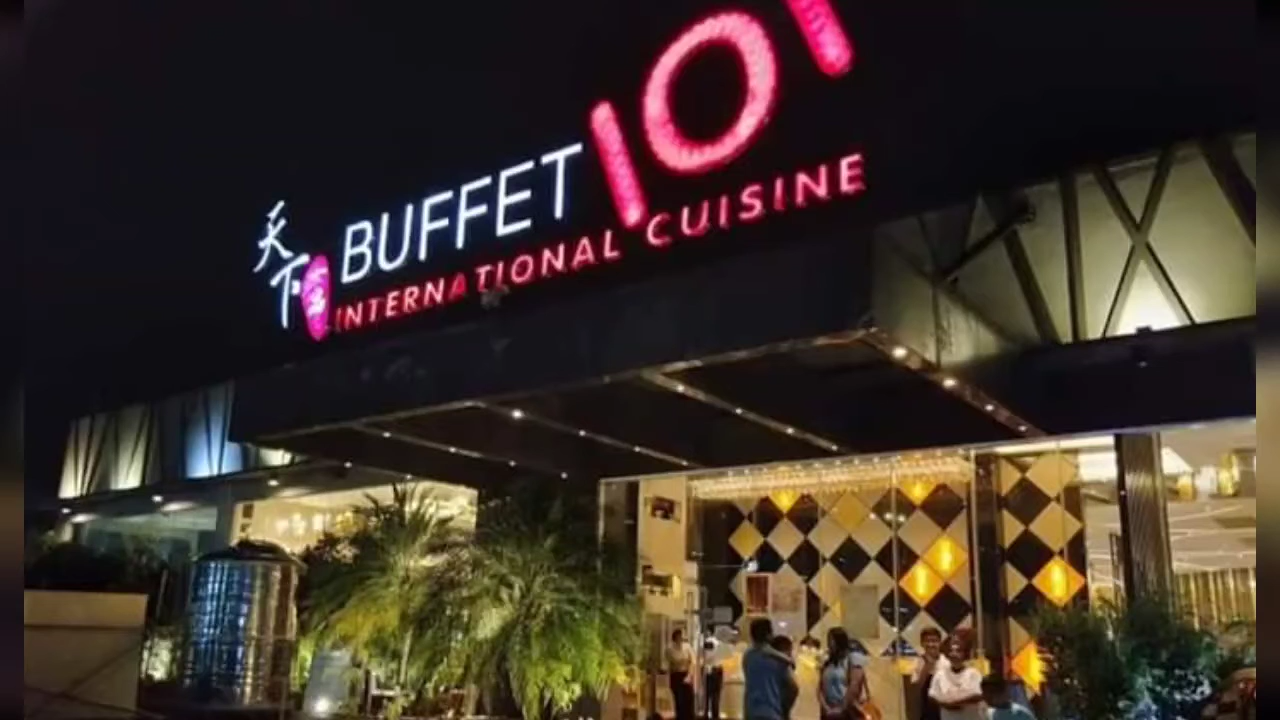 天下
BUFFET 101
INTERNATIONAL CUISINE